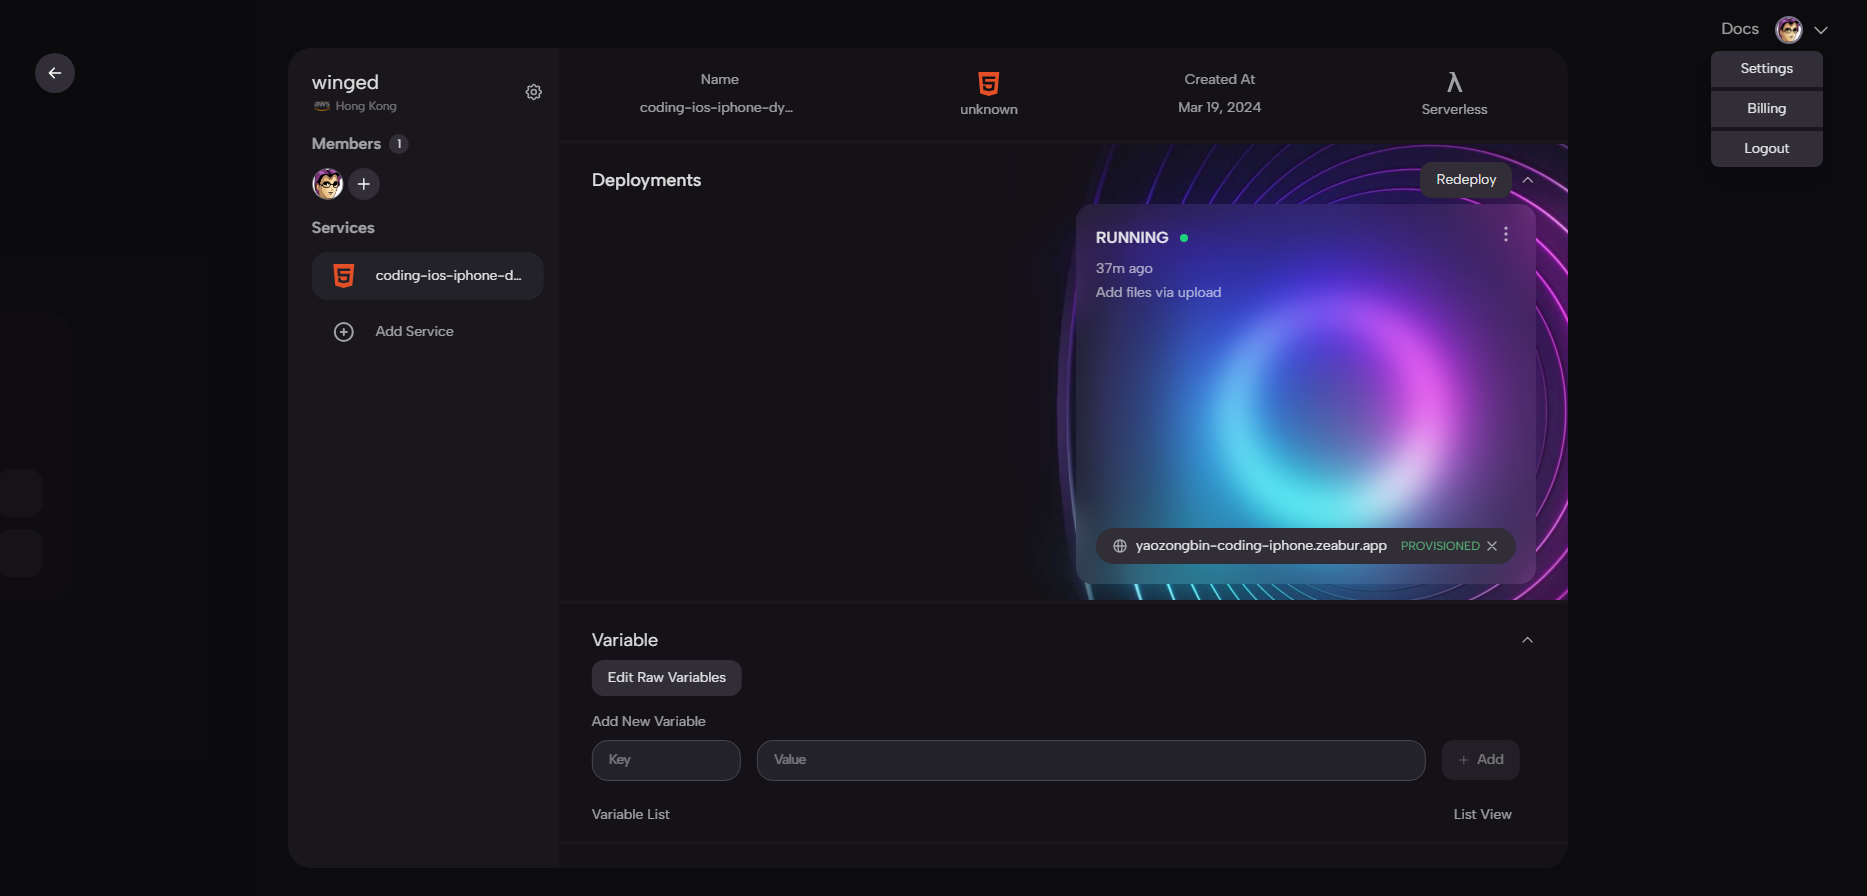 Docs
Settings
Billing
Logout
winged
aws Hong Kong
Members 1
Services
coding-ios-iphone-d...
Add Service
Name
coding-ios-iphone-dy...
unknown
Created At
Mar 19, 2024
Serverless
Deployments
Redeploy
RUNNING
37m ago
Add files via upload
yaozongbin-coding-iphone.zeabur.app PROVISIONED
Variable
Edit Raw Variables
Add New Variable
Key
Value
+ Add
Variable List
List View